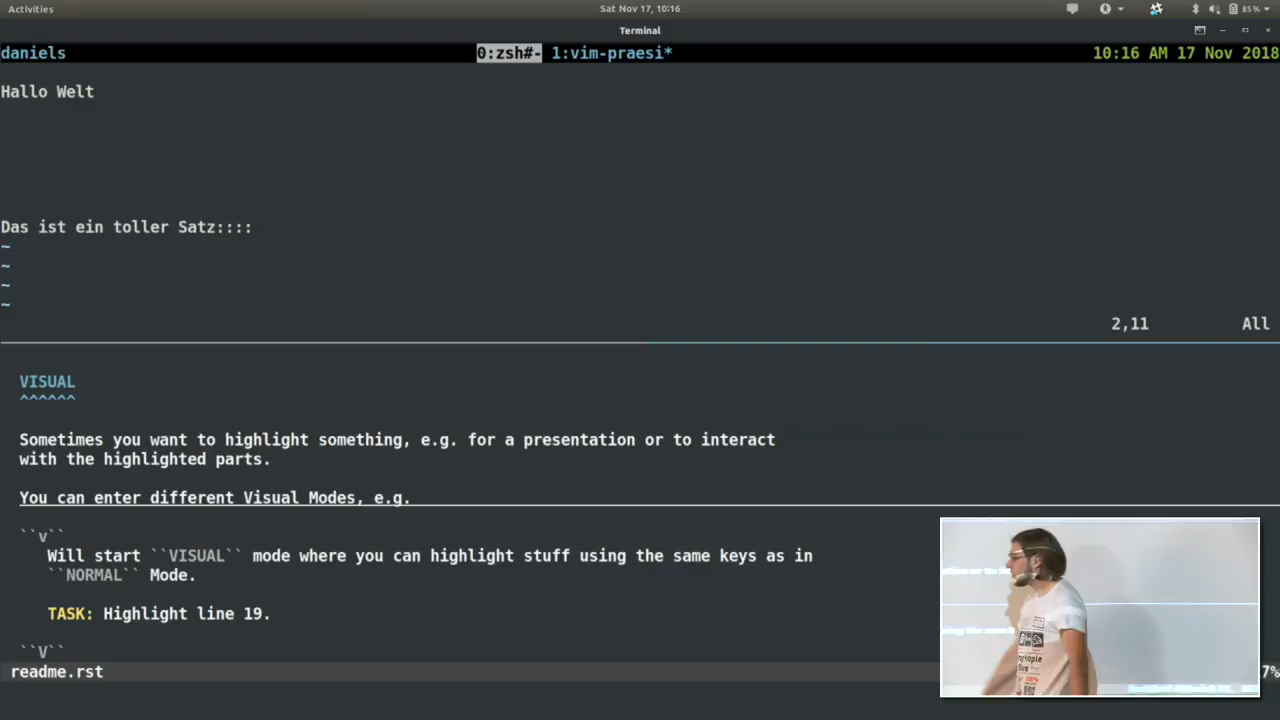 Activities
Sat Nov 17, 10:16
85 %
Terminal
daniels
0:zsh#- 1:vim-praesi*
10:16 AM 17 Nov 2018
Hallo Welt
Das ist ein toller Satz::::
~
~
~
~
2,11 All
VISUAL
^^^^^^
Sometimes you want to highlight something, e.g. for a presentation or to interact
with the highlighted parts.
You can enter different Visual Modes, e.g.
``v``
Will start ``VISUAL`` mode where you can highlight stuff using the same keys as in
``NORMAL`` Mode.
TASK: Highlight line 19.
``V``
readme.rst
7%